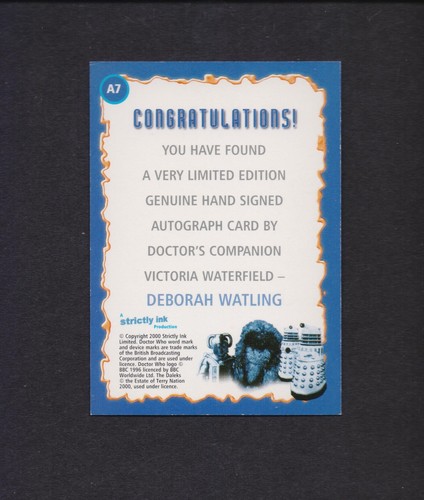 A7
CONGRATULATIONS!
YOU HAVE FOUND
A VERY LIMITED EDITION
GENUINE HAND SIGNED
AUTOGRAPH CARD BY
DOCTOR'S COMPANION
VICTORIA WATERFIELD –
DEBORAH WATLING
A
strictly ink
Production
© Copyright 2000 Strictly Ink
Limited. Doctor Who word mark
and device marks are trade marks
of the British Broadcasting
Corporation and are used under
licence. Doctor Who logo ©
BBC 1996 licenced by BBC
Worldwide Ltd. The Daleks
© the Estate of Terry Nation
2000, used under licence.